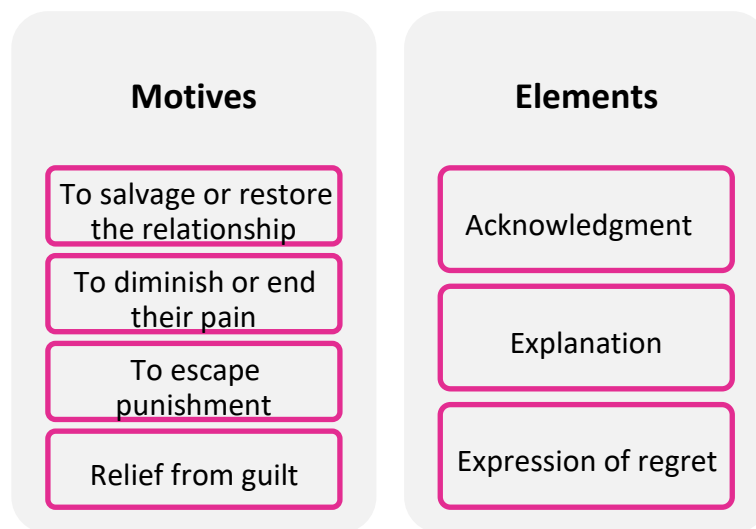 Motives
To salvage or restore
the relationship
To diminish or end
their pain
To escape
punishment
Relief from guilt
Elements
Acknowledgment
Explanation
Expression of regret